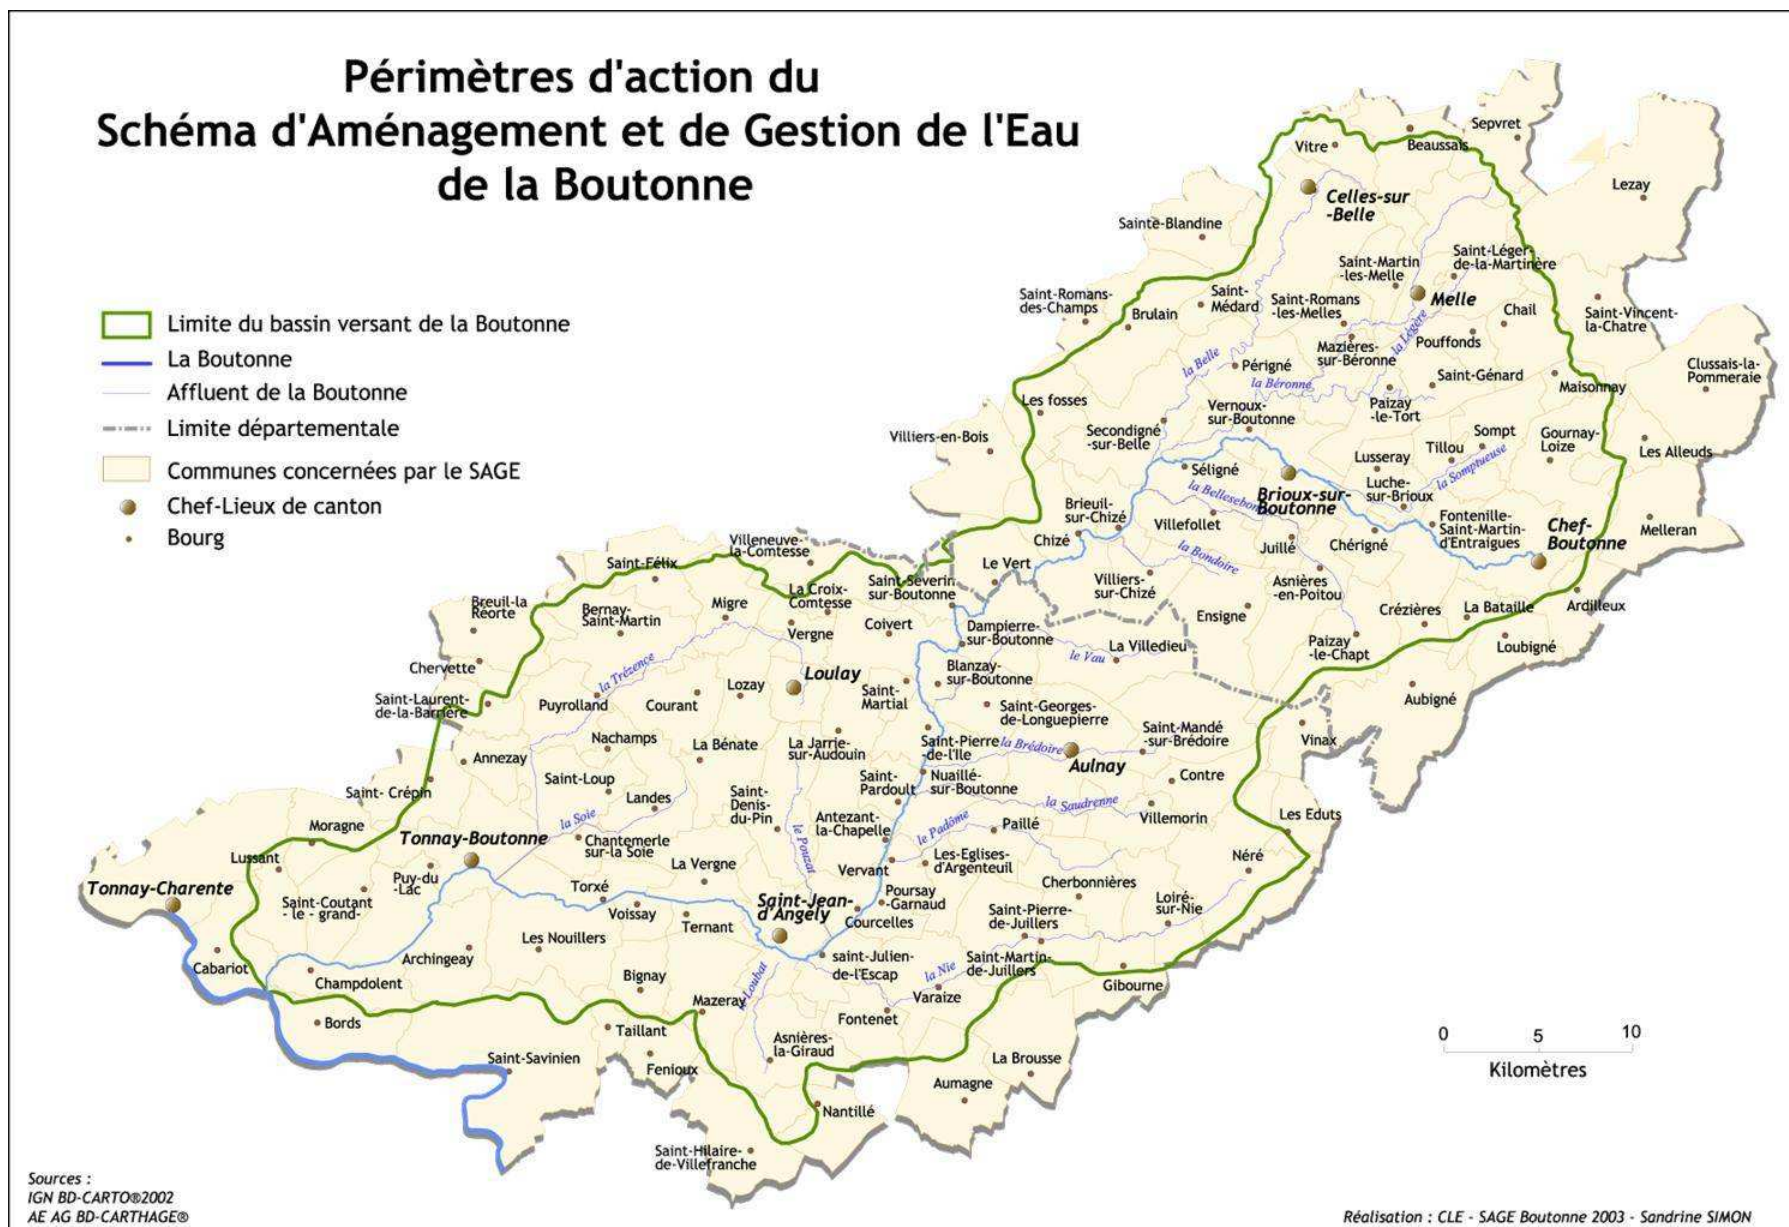 Périmètres d'action du
Schéma d'Aménagement et de Gestion de l'Eau
de la Boutonne
Limite du bassin versant de la Boutonne
La Boutonne
Affluent de la Boutonne
Limite départementale
Communes concernées par le SAGE
Chef-Lieux de canton
Bourg
Sepvret
Beaussais
Vitre
Lezay
Celles-sur
-Belle
Sainte-Blandine
Saint-Léger-
de-la-Martinère
Saint-Martin
-les-Melle
Melle
Saint-Romans-
des-Champs
Saint-
Médard
Saint-Romans
-les-Melles
Brulain
Chail
Saint-Vincent-
la-Chatre
la Légère
Pouffonds
Mazières-
sur-Béronne
la Belle
Périgné
Clussais-la-
Pommeraie
la Béronne
Saint-Génard
Maisonnay
Les fosses
Vernoux-
sur-Boutonne
Paizay
-le-Tort
Secondigné
-sur-Belle
Villiers-en-Bois
Sompt
Tillou
Gournay-
Loize
Les Alleuds
Lusseray
la Somptueuse
Séligné
Luche-
sur-Brioux
Brioux-sur-
Boutonne
Brieuil-
sur-Chizé
Villefollet
Fontenille-
Saint-Martin-
d'Entraigues
Chef-
Boutonne
Melleran
Chizé
Juillé
Chérigné
Villeneuve-
la-Comtesse
la Bondoire
Le Vert
Saint-Félix
Saint-Séverin
sur-Boutonne
Villiers-
sur-Chizé
Asnières
-en-Poitou
La Croix-
Comtesse
Breuil-la
Réorte
Bernay-
Saint-Martin
Migre
Ensigne
Crézières
La Bataille
Ardilleux
Vergne
Coivert
Dampierre-
sur-Boutonne
La Villedieu
Paizay
-le-Chapt
Loubigné
le Vau
Chervette
la Trézence
Loulay
Blanzay-
sur-Boutonne
Lozay
Saint-
Martial
Aubigné
Saint-Laurent-
de-la-Barrière
Puyrolland
Courant
Saint-Georges-
de-Longuepierre
Saint-Mandé
-sur-Brédoire
Nachamps
La Bénate
La Jarrie-
sur-Audouin
Saint-Pierre
-de-l'Ile
la Brédoire
Vinax
Annezay
Aulnay
Saint-Loup
Saint-
Pardoult
Nuaillé-
sur-Boutonne
Contre
Saint- Crépin
Landes
Saint-
Denis-
du-Pin
la Saudrenne
Villemorin
Les Eduts
la Soie
Antezant-
la-Chapelle
le Padôme
Paillé
Moragne
Tonnay-Boutonne
Chantemerle
sur-la Soie
le Pouzat
Lussant
La Vergne
Vervant
Les-Eglises-
d'Argenteuil
Néré
Puy-du
-Lac
Tonnay-Charente
Torxé
Cherbonnières
Saint-Coutant
- le - grand-
Saint-Jean-
d'Angely
Poursay
-Garnaud
Loiré-
sur-Nie
Voissay
Saint-Pierre-
de-Juillers
Ternant
Courcelles
Les Nouillers
Archingeay
saint-Julien-
de-l'Escap
Saint-Martin-
de-Juillers
Cabariot
la Nie
Champdolent
Bignay
Gibourne
Varaize
Mazeray
Bords
Fontenet
Taillant
Asnières-
la-Giraud
Saint-Savinien
Fenioux
La Brousse
Aumagne
Nantillé
Saint-Hilaire-
de-Villefranche
0
5
10
Kilomètres
Sources :
IGN BD-CARTO®2002
AE AG BD-CARTHAGE®
Réalisation : CLE - SAGE Boutonne 2003 - Sandrine SIMON